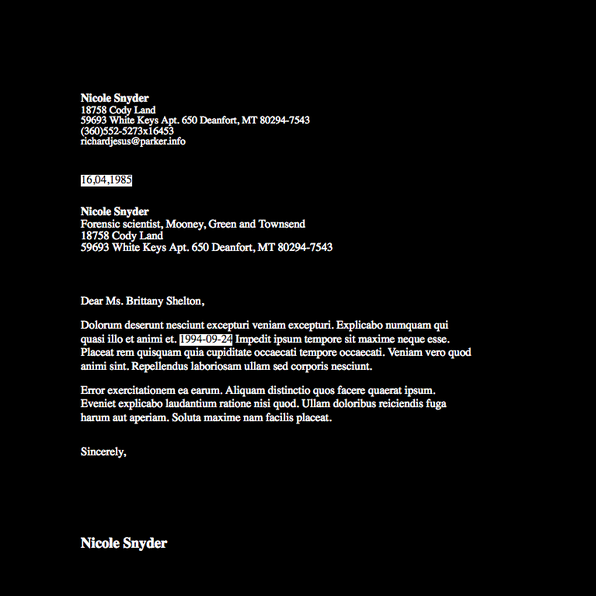 Nicole Snyder
18758 Cody Land
59693 White Keys Apt. 650 Deanfort, MT 80294-7543
(360)552-5273x16453
richardjesus@parker.info
16,04,1985
Nicole Snyder
Forensic scientist, Mooney, Green and Townsend
18758 Cody Land
59693 White Keys Apt. 650 Deanfort, MT 80294-7543
Dear Ms. Brittany Shelton,
Dolorum deserunt nesciunt excepturi veniam excepturi. Explicabo numquam qui
quasi illo et animi et. 1994-09-24 Impedit ipsum tempore sit maxime neque esse.
Placeat rem quisquam quia cupiditate occaecati tempore occaecati. Veniam vero quod
animi sint. Repellendus laboriosam ullam sed corporis nesciunt.
Error exercitationem ea earum. Aliquam distinctio quos facere quaerat ipsum.
Eveniet explicabo laudantium ratione nisi quod. Ullam doloribus reiciendis fuga
harum aut aperiam. Soluta maxime nam facilis placeat.
Sincerely,
Nicole Snyder